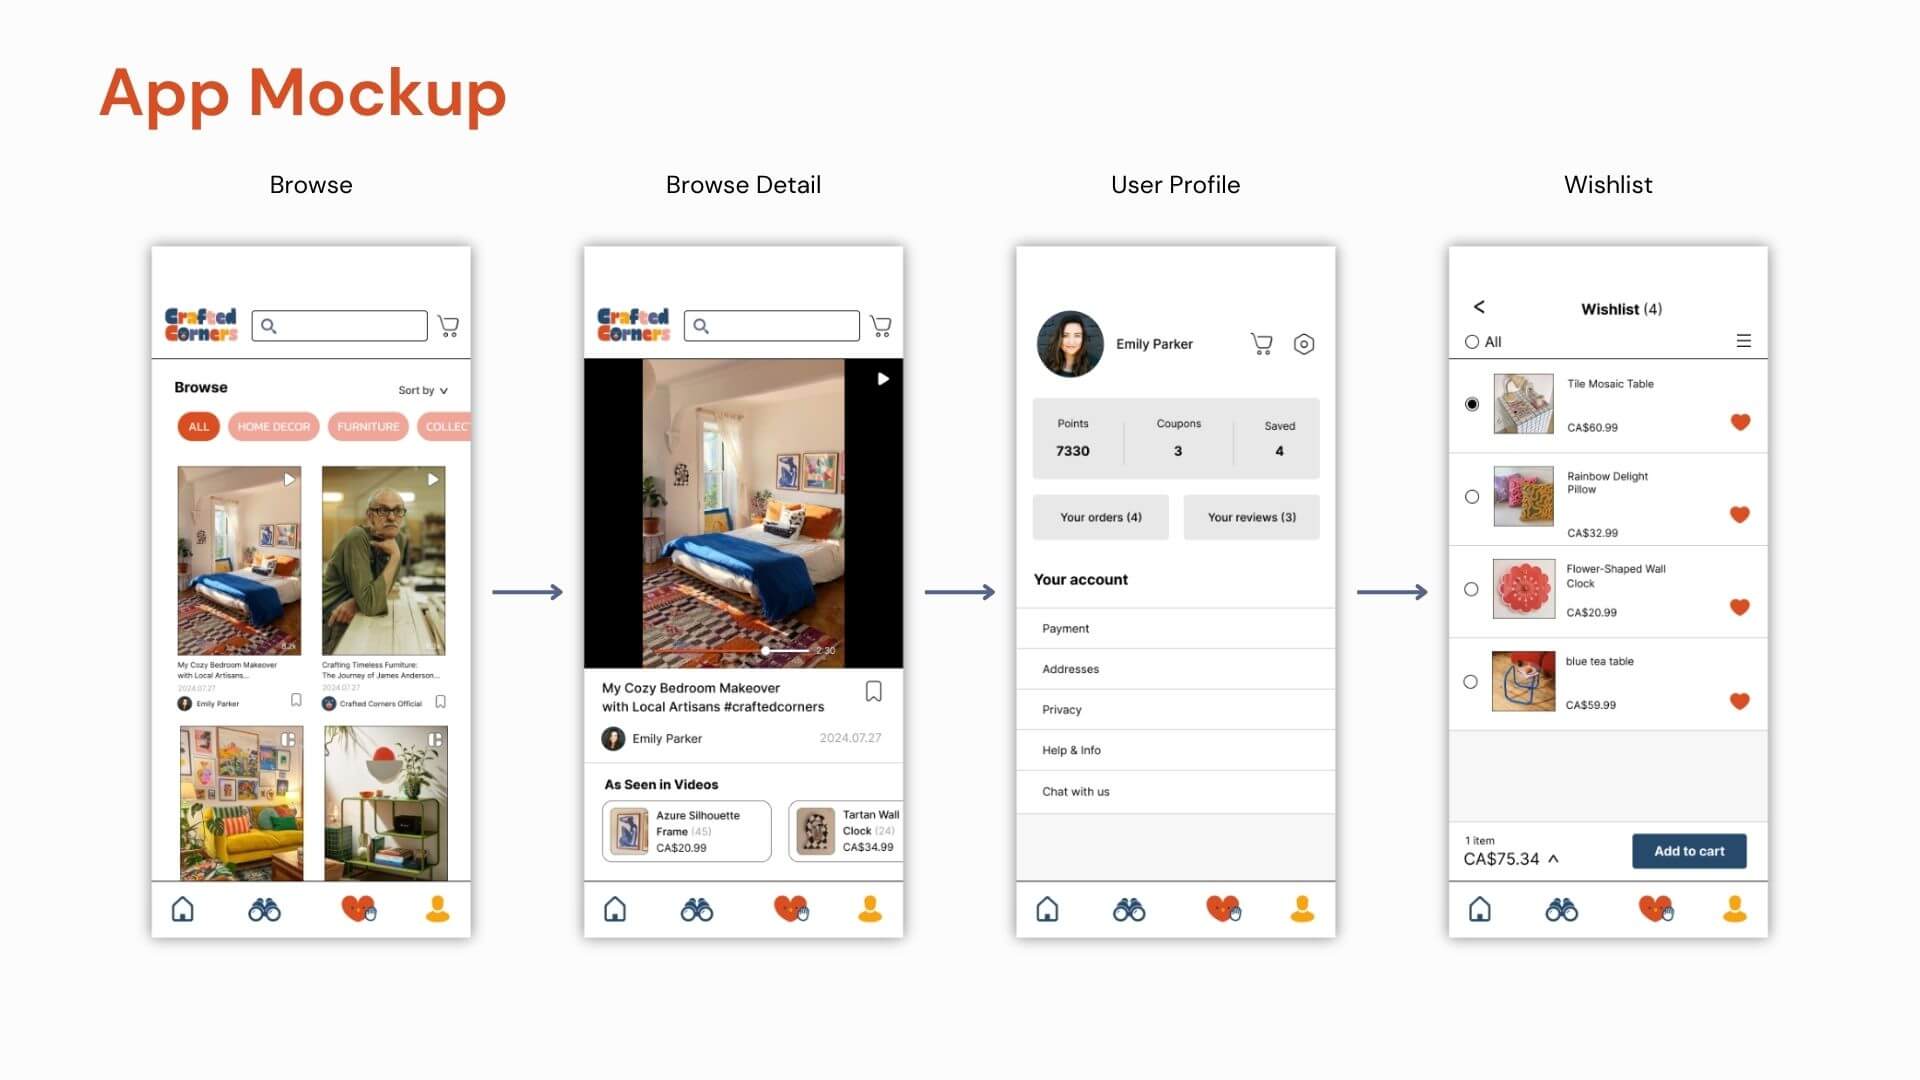 App Mockup
Browse
Browse Detail
User Profile
Wishlist
Crafted
Corners
Browse
Sort by
ALL
HOME DECOR
FURNITURE
COLLEC
8.2k
My Cozy Bedroom Makeover
with Local Artisans...
2024.07.27
Emily Parker
Crafting Timeless Furniture:
The Journey of James Anderson...
2024.07.27
Crafted Corners Official
Crafted
Corners
2:30
My Cozy Bedroom Makeover
with Local Artisans #craftedcorners
Emily Parker
2024.07.27
As Seen in Videos
Azure Silhouette
Frame (45)
CA$20.99
Tartan Wall
Clock (24)
CA$34.99
Emily Parker
Points
7330
Coupons
3
Saved
4
Your orders (4)
Your reviews (3)
Your account
Payment
Addresses
Privacy
Help & Info
Chat with us
<
Wishlist (4)
All
Tile Mosaic Table
CA$60.99
Rainbow Delight
Pillow
CA$32.99
Flower-Shaped Wall
Clock
CA$20.99
blue tea table
CA$59.99
1 item
CA$75.34
Add to cart